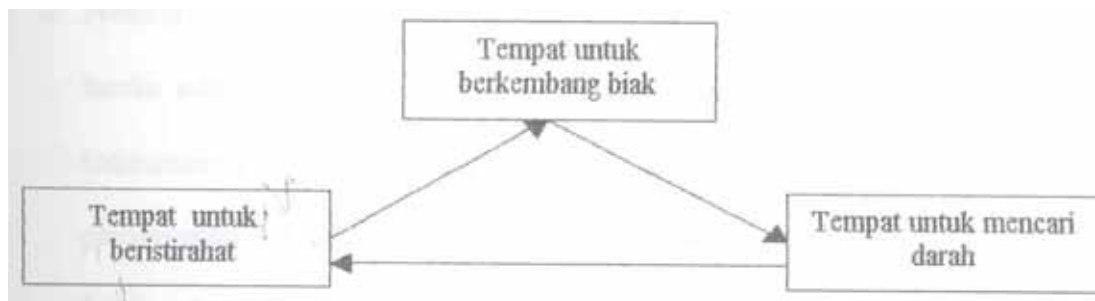 Tempat untuk
berkembang biak
Tempat untuk
beristirahat
Tempat untuk mencari
darah